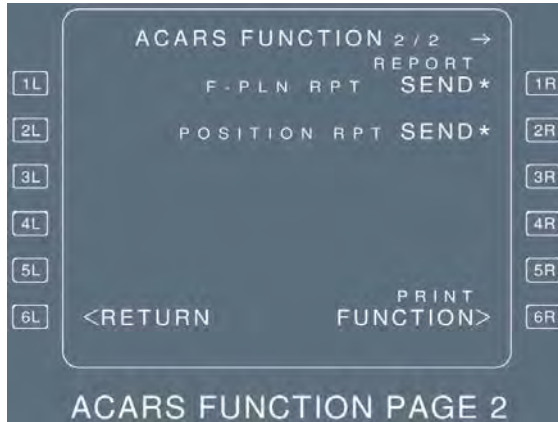 ACARS FUNCTION 2/2 →
REPORT
1L F-PLN RPT SEND* 1R
2L POSITION RPT SEND* 2R
3L 3R
4L 4R
5L 5R
PRINT
6L <RETURN FUNCTION> 6R
ACARS FUNCTION PAGE 2